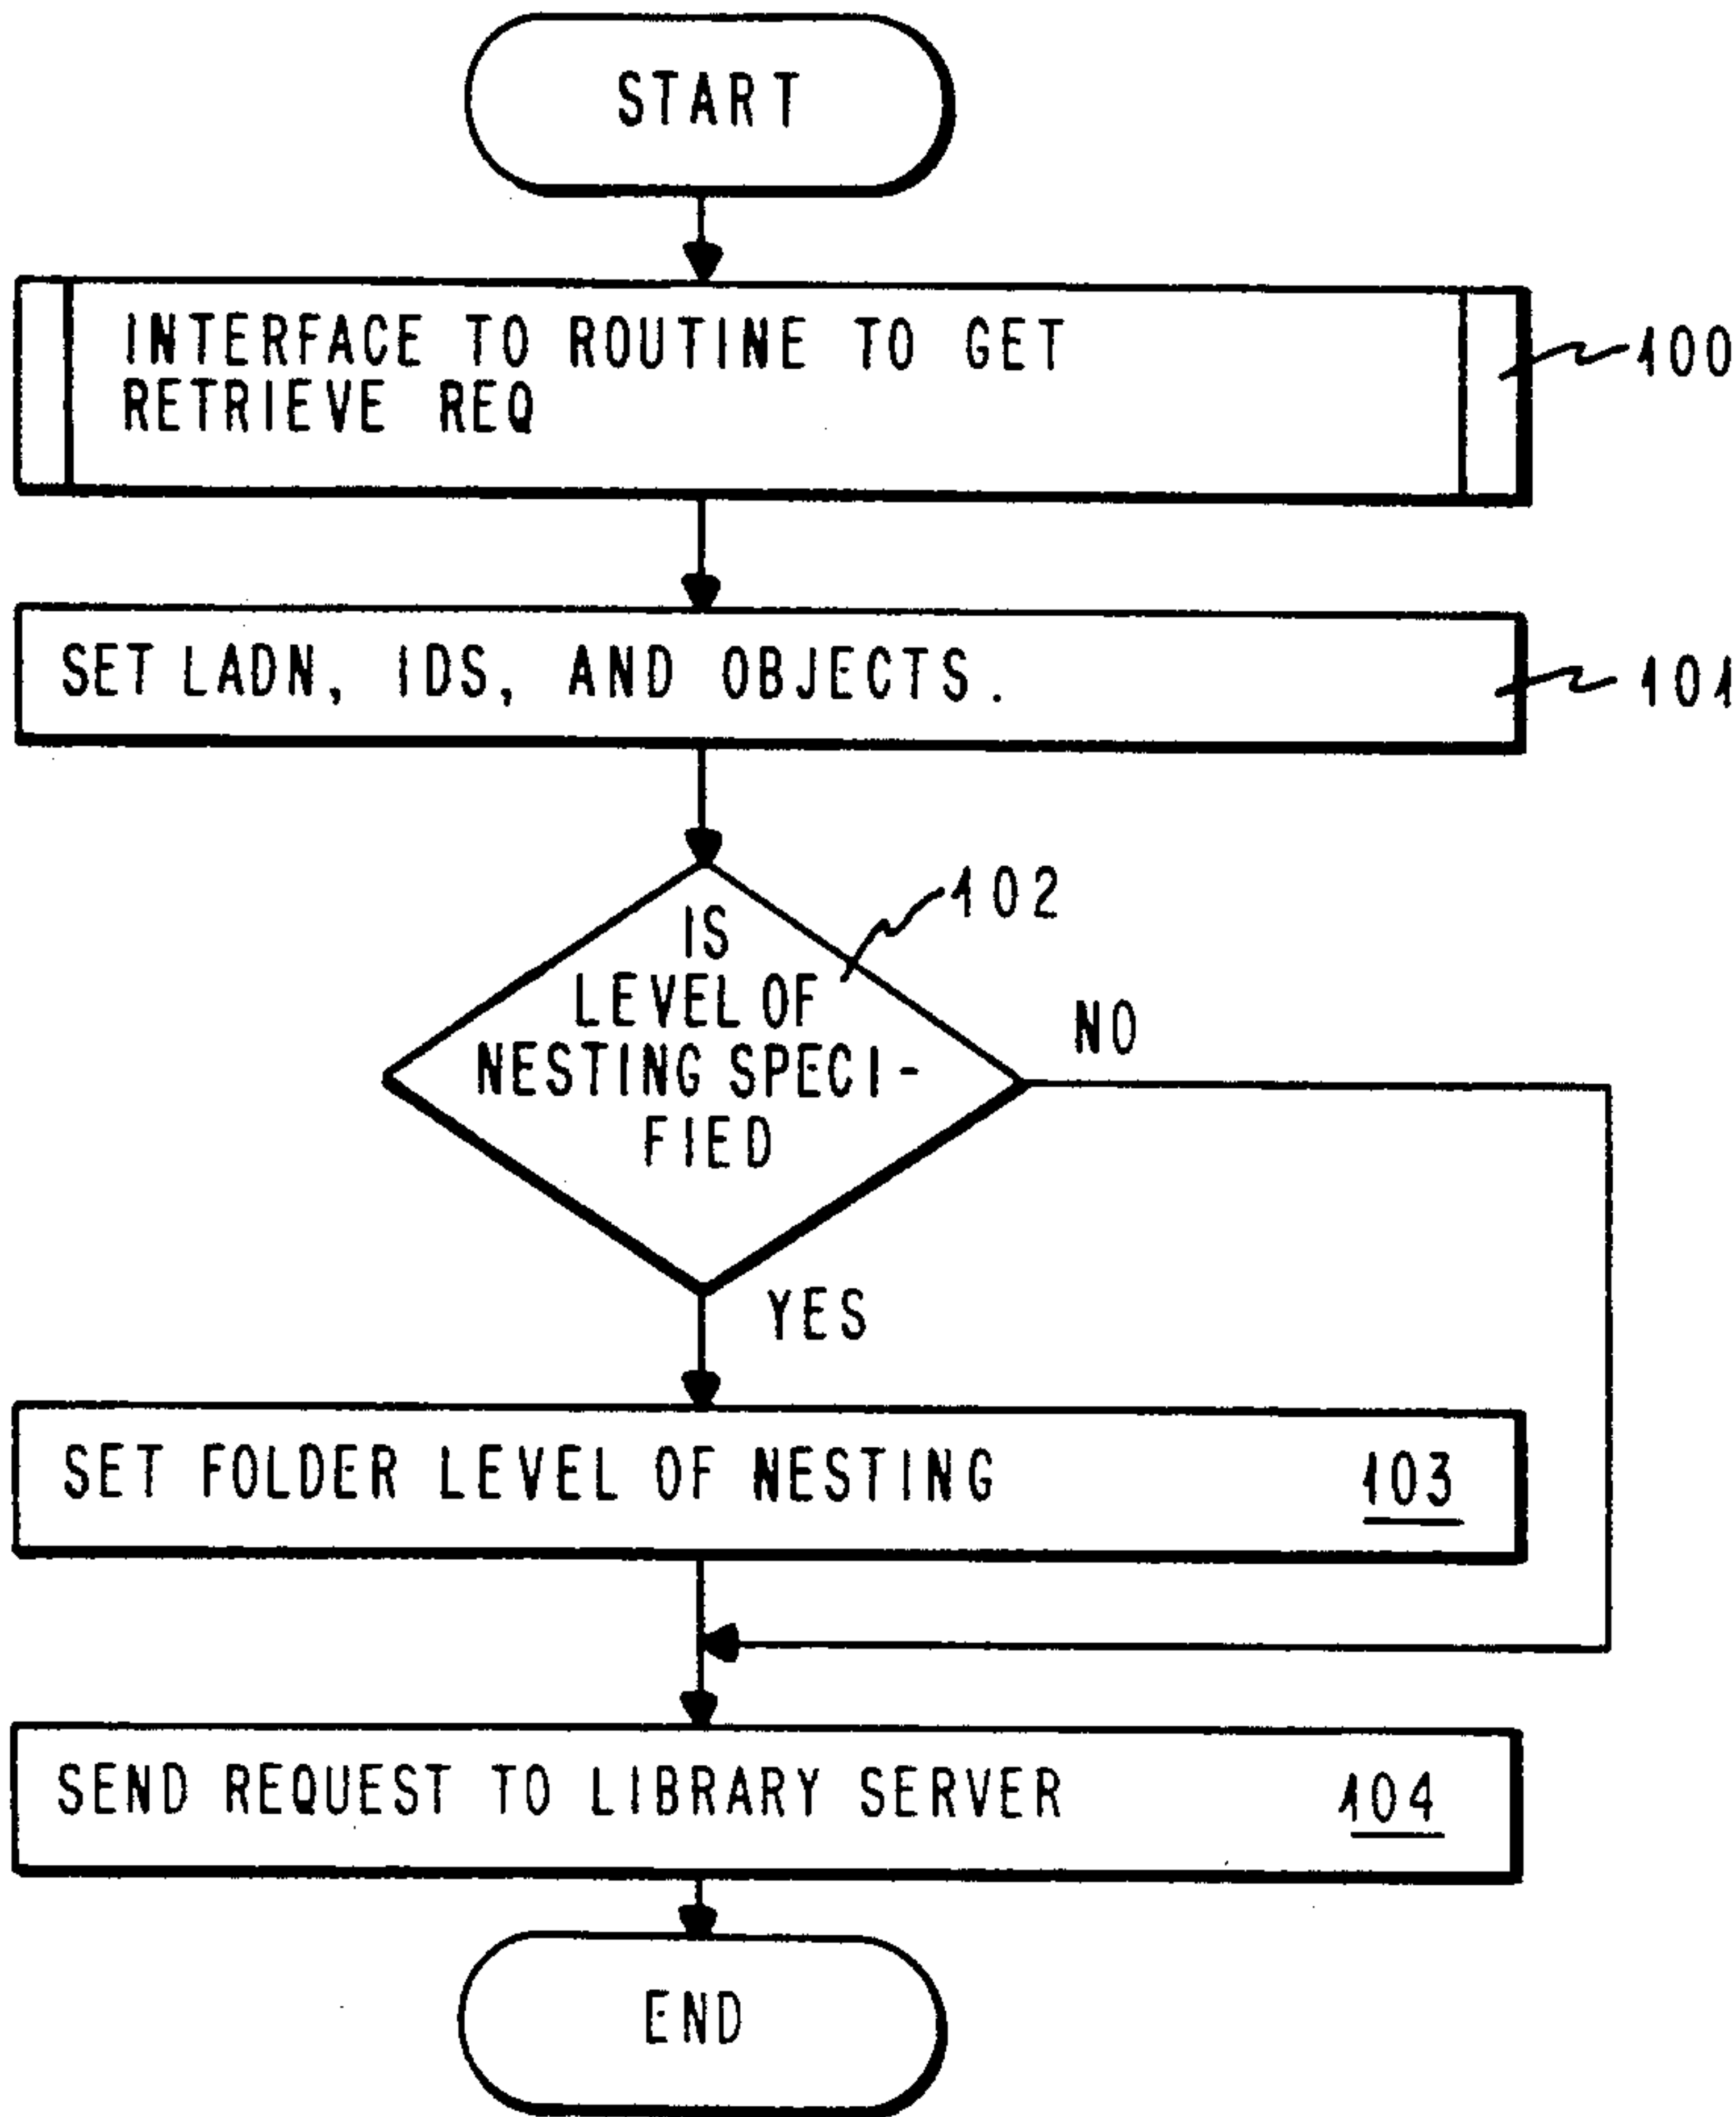 START
INTERFACE TO ROUTINE TO GET
RETRIEVE REQ
100
SET LADN, IDS, AND OBJECTS.
101
102
IS
LEVEL OF
NESTING SPECI-
FIED
NO
YES
SET FOLDER LEVEL OF NESTING
103
SEND REQUEST TO LIBRARY SERVER
104
END